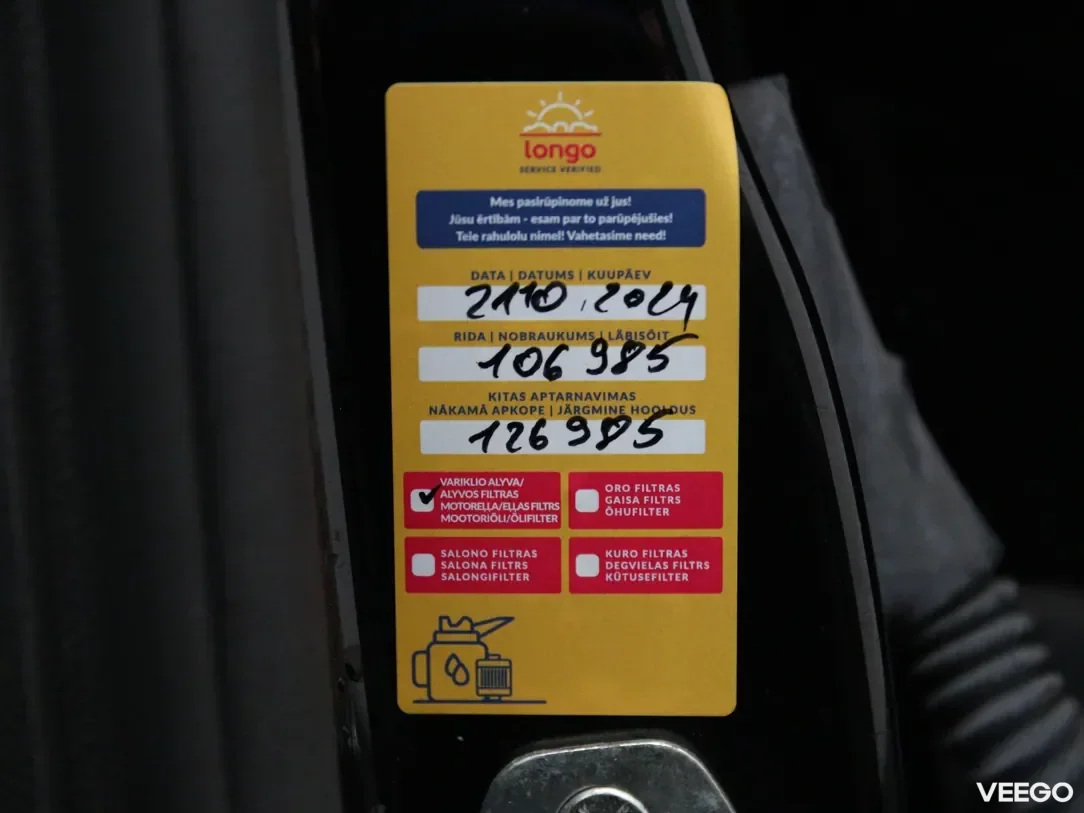 longo
SERVICE VERIFIED
Mes pasirūpinome už jus!
Jūsu ērtībām - esam par to parūpējušies!
Teie rahulolu nimel! Vahetasime need!
DATA | DATUMS | KUUPÄEV
2110.2024
RIDA | NOBRAUKUMS | LÄBISÕIT
106 985
KITAS APTARNAVIMAS
NĀKAMĀ APKOPE | JÄRGMINE HOOLDUS
126 985
VARIKLIO ALYVA/
ALYVOS FILTRAS
MOTOREĻĻA/EĻĻAS FILTRS
MOOTORIÕLI/ÕLIFILTER
ORO FILTRAS
GAISA FILTRS
ÕHUFILTER
SALONO FILTRAS
SALONA FILTRS
SALONGIFILTER
KURO FILTRAS
DEGVIELAS FILTRS
KÜTUSEFILTER
VEEGO